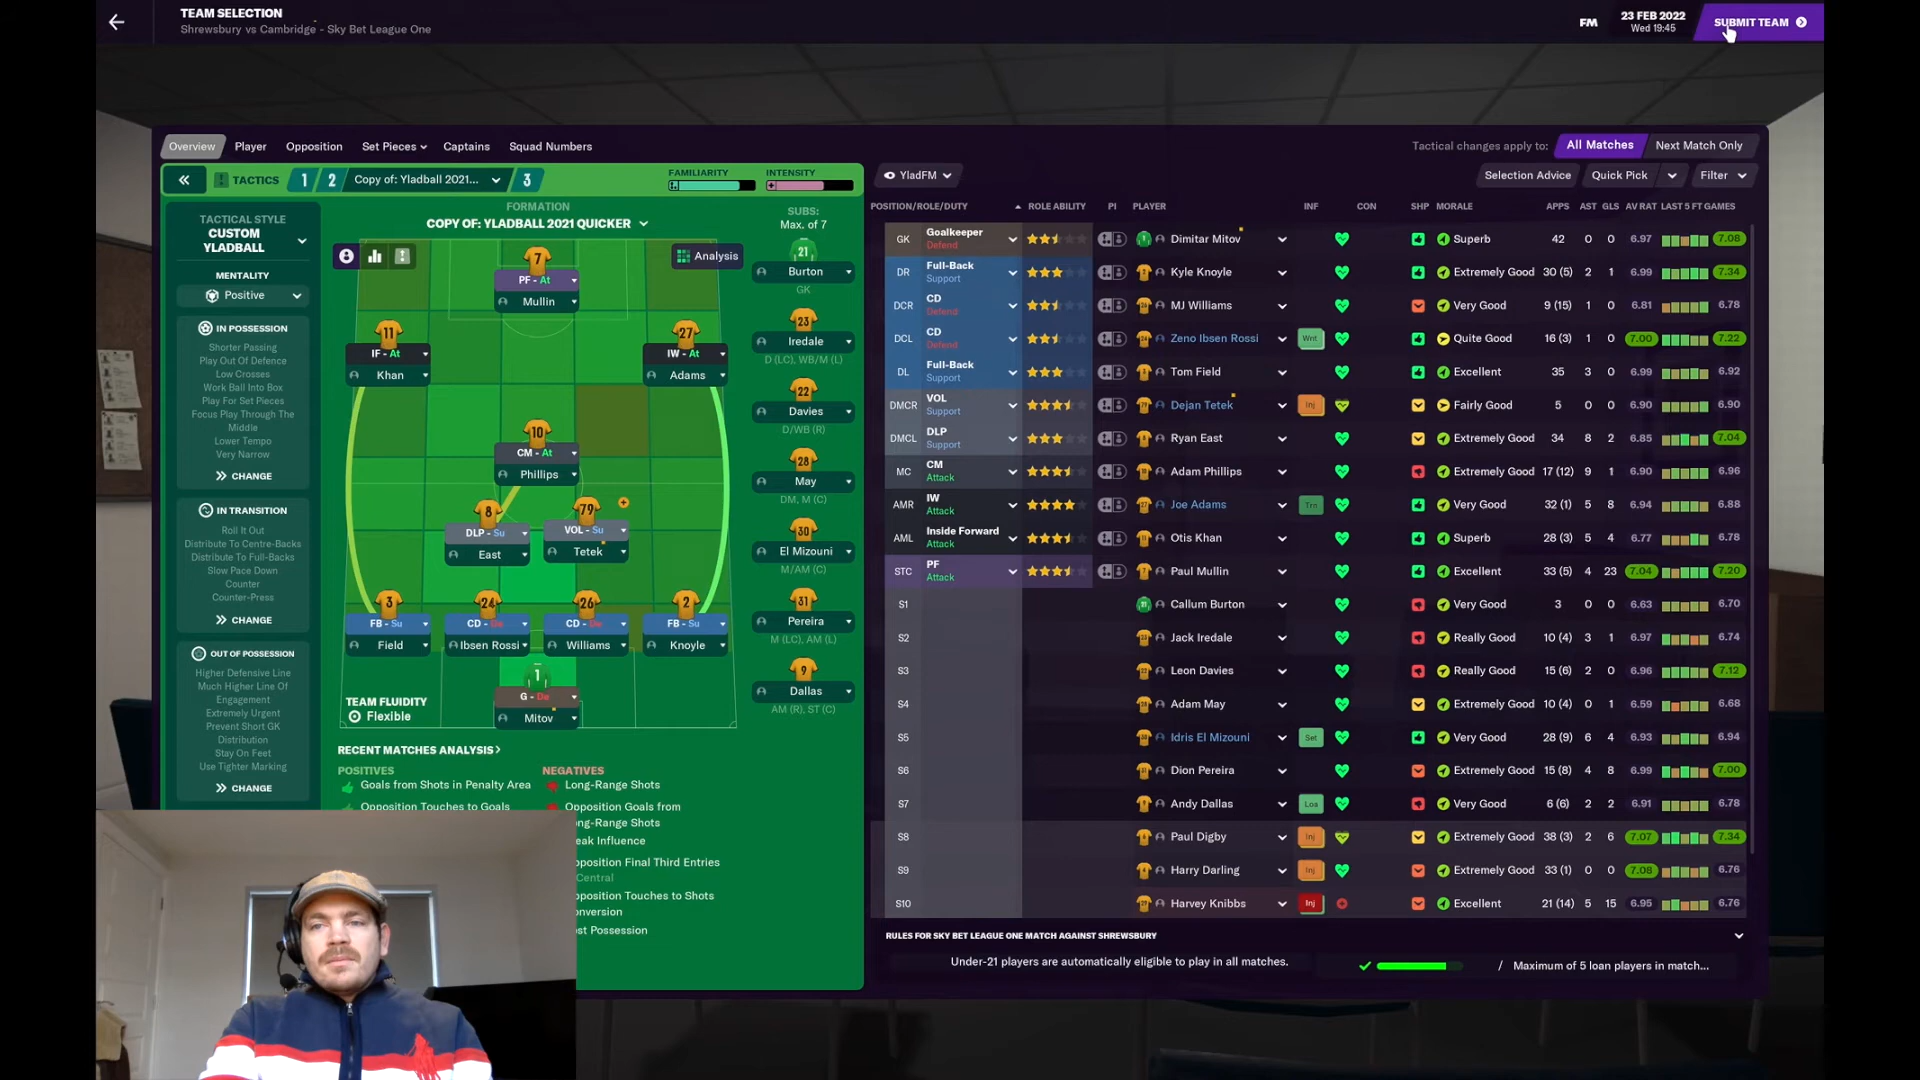 TEAM SELECTION
Shrewsbury vs Cambridge - Sky Bet League One
FM
23 FEB 2022
Wed 19:45
SUBMIT TEAM
Overview Player Opposition Set Pieces Captains Squad Numbers
Tactical changes apply to: All Matches Next Match Only
TACTICS 1 2 Copy of: Yladball 2021... 3
FAMILIARITY INTENSITY
YladFM
Selection Advice Quick Pick Filter
TACTICAL STYLE
CUSTOM
YLADBALL
MENTALITY
Positive
IN POSSESSION
Shorter Passing
Play Out Of Defence
Low Crosses
Work Ball Into Box
Play For Set Pieces
Focus Play Through The
Middle
Lower Tempo
Very Narrow
CHANGE
IN TRANSITION
Roll It Out
Distribute To Centre-Backs
Distribute To Full-Backs
Slow Pace Down
Counter
Counter-Press
CHANGE
OUT OF POSSESSION
Higher Defensive Line
Much Higher Line Of
Engagement
Extremely Urgent
Prevent Short GK
Distribution
Stay On Feet
Use Tighter Marking
CHANGE
FORMATION
COPY OF: YLADBALL 2021 QUICKER
Analysis
7
PF - At
Mullin
11
IF - At
Khan
27
IW - At
Adams
10
CM - At
Phillips
8
DLP - Su
East
79
VOL - Su
Tetek
3
FB - Su
Field
24
CD - De
Ibsen Rossi
26
CD - De
Williams
2
FB - Su
Knoyle
1
G - De
Mitov
TEAM FLUIDITY
Flexible
SUBS:
Max. of 7
21
Burton
GK
23
Iredale
D (LC), WB/M (L)
22
Davies
D/WB (R)
28
May
DM, M (C)
30
El Mizouni
M/AM (C)
31
Pereira
M (LC), AM (L)
9
Dallas
AM (R), ST (C)
RECENT MATCHES ANALYSIS
POSITIVES
Goals from Shots in Penalty Area
Opposition Touches to Goals
NEGATIVES
Long-Range Shots
Opposition Goals from
ng-Range Shots
eak Influence
pposition Final Third Entries
Central
pposition Touches to Shots
onversion
ost Possession
POSITION/ROLE/DUTY ROLE ABILITY PI PLAYER INF CON SHP MORALE APPS AST GLS AV RAT LAST 5 FT GAMES
GK Goalkeeper Defend Dimitar Mitov Superb 42 0 0 6.97 7.08
DR Full-Back Support Kyle Knoyle Extremely Good 30 (5) 2 1 6.99 7.34
DCR CD Defend MJ Williams Very Good 9 (15) 1 0 6.81 6.78
DCL CD Defend Zeno Ibsen Rossi Wnt Quite Good 16 (3) 1 0 7.00 7.22
DL Full-Back Support Tom Field Excellent 35 3 0 6.99 6.92
DMCR VOL Support Dejan Tetek Inj Fairly Good 5 0 0 6.90 6.90
DMCL DLP Support Ryan East Extremely Good 34 8 2 6.85 7.04
MC CM Attack Adam Phillips Extremely Good 17 (12) 9 1 6.90 6.96
AMR IW Attack Joe Adams Trn Very Good 32 (1) 5 8 6.94 6.88
AML Inside Forward Attack Otis Khan Superb 28 (3) 5 4 6.77 6.78
STC PF Attack Paul Mullin Excellent 33 (5) 4 23 7.04 7.20
S1 Callum Burton Very Good 3 0 0 6.63 6.70
S2 Jack Iredale Really Good 10 (4) 3 1 6.97 6.74
S3 Leon Davies Really Good 15 (6) 2 0 6.96 7.12
S4 Adam May Extremely Good 10 (4) 0 1 6.59 6.68
S5 Idris El Mizouni Set Very Good 28 (9) 6 4 6.93 6.94
S6 Dion Pereira Extremely Good 15 (8) 4 8 6.99 7.00
S7 Andy Dallas Loa Very Good 6 (6) 2 2 6.91 6.78
S8 Paul Digby Inj Extremely Good 38 (3) 2 6 7.07 7.34
S9 Harry Darling Inj Extremely Good 33 (1) 0 0 7.08 6.76
S10 Harvey Knibbs Inj Excellent 21 (14) 5 15 6.95 6.76
RULES FOR SKY BET LEAGUE ONE MATCH AGAINST SHREWSBURY
Under-21 players are automatically eligible to play in all matches.
/ Maximum of 5 loan players in match...